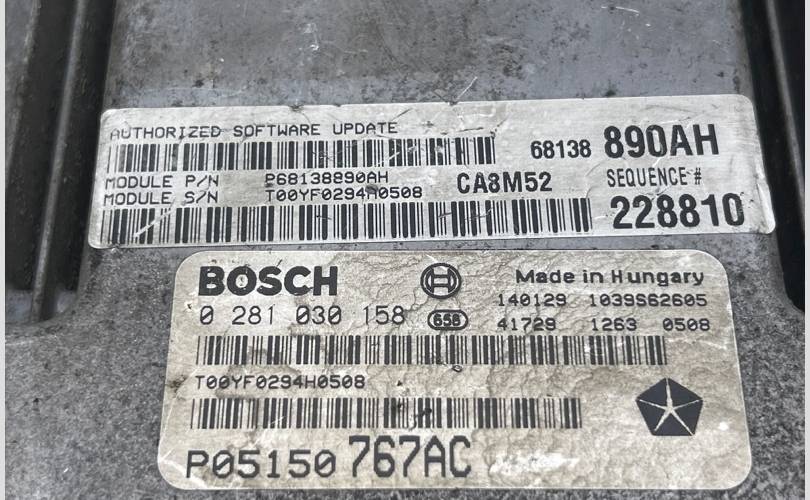 AUTHORIZED SOFTWARE UPDATE
68138 890AH
MODULE P/N P68138890AH
MODULE S/N T00YF0294H0508
CA8M52
SEQUENCE #
228810
BOSCH
Made in Hungary
0 281 030 158
658
140129 1039S62605
41729 1263 0508
T00YF0294H0508
P05150 767AC